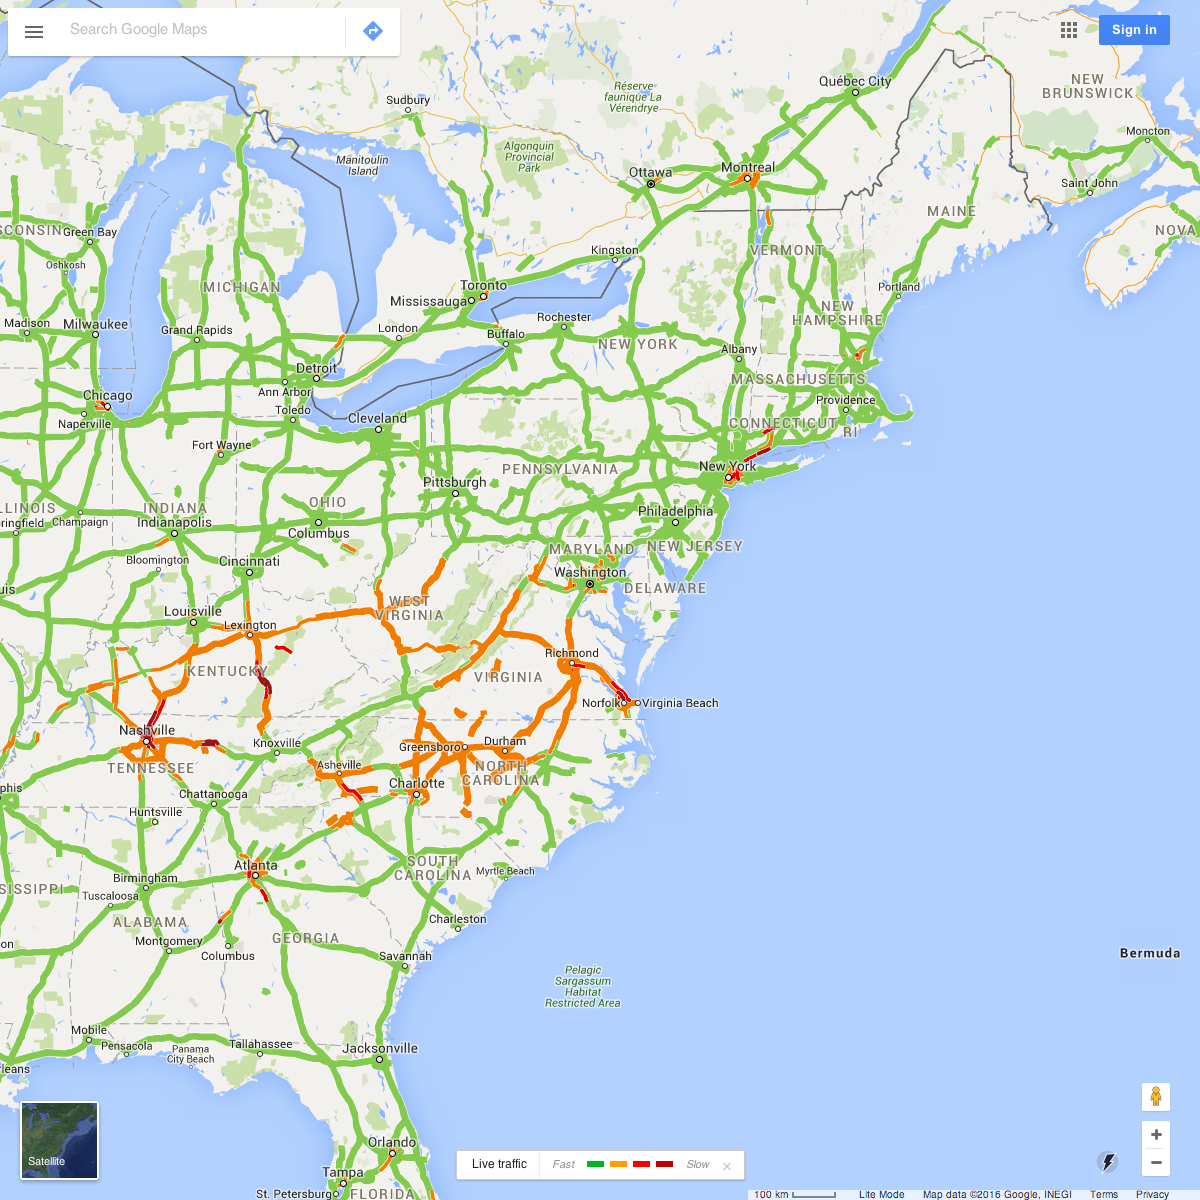 Search Google Maps
Sign in
Québec City
NEW
BRUNSWICK
Réserve
faunique La
Vérendrye
Sudbury
Moncton
Algonquin
Provincial
Park
Manitoulin
Island
Ottawa
Montreal
Saint John
MAINE
NOVA
Green Bay
Kingston
VERMONT
Oshkosh
MICHIGAN
Toronto
Portland
Mississauga
NEW
HAMPSHIRE
Madison
Milwaukee
Grand Rapids
London
Rochester
Buffalo
NEW YORK
Albany
Detroit
MASSACHUSETTS
Ann Arbor
Chicago
Toledo
Providence
Naperville
Cleveland
CONNECTICUT
RI
Fort Wayne
New York
PENNSYLVANIA
Pittsburgh
OHIO
INDIANA
Indianapolis
LLINOIS
ringfield
Champaign
Columbus
Philadelphia
MARYLAND
NEW JERSEY
Bloomington
Cincinnati
Washington
DELAWARE
uis
WEST
VIRGINIA
Louisville
Lexington
Richmond
KENTUCKY
VIRGINIA
Norfolk
Virginia Beach
Nashville
Knoxville
Greensboro
Durham
TENNESSEE
Asheville
NORTH
CAROLINA
phis
Charlotte
Chattanooga
Huntsville
Atlanta
SOUTH
CAROLINA
Myrtle Beach
Birmingham
SISSIPPI
Tuscaloosa
ALABAMA
Charleston
Montgomery
GEORGIA
Columbus
on
Savannah
Bermuda
Pelagic
Sargassum
Habitat
Restricted Area
Mobile
Pensacola
Panama
City Beach
Tallahassee
Jacksonville
leans
Orlando
Satellite
Live traffic
Fast
Slow
Tampa
St. Petersburg
FLORIDA
100 km
Lite Mode
Map data ©2016 Google, INEGI
Terms
Privacy